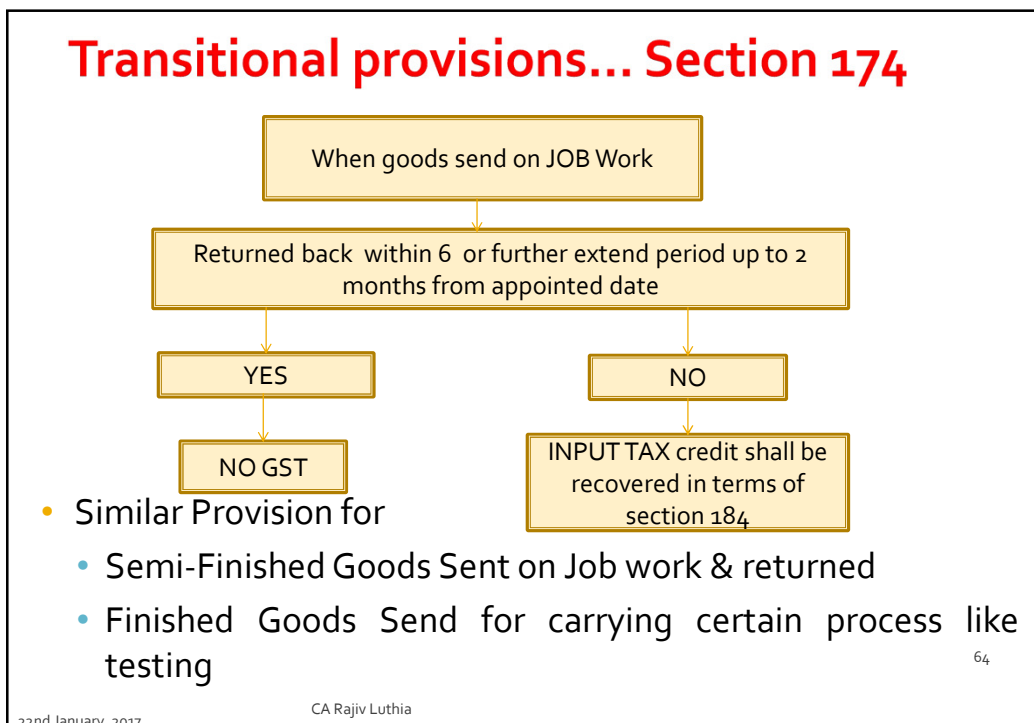 Transitional provisions... Section 174
When goods send on JOB Work
Returned back within 6 or further extend period up to 2
months from appointed date
YES
NO
NO GST
INPUT TAX credit shall be
recovered in terms of
section 184
• Similar Provision for
• Semi-Finished Goods Sent on Job work & returned
• Finished Goods Send for carrying certain process like
testing
64
CA Rajiv Luthia
22nd January, 2017